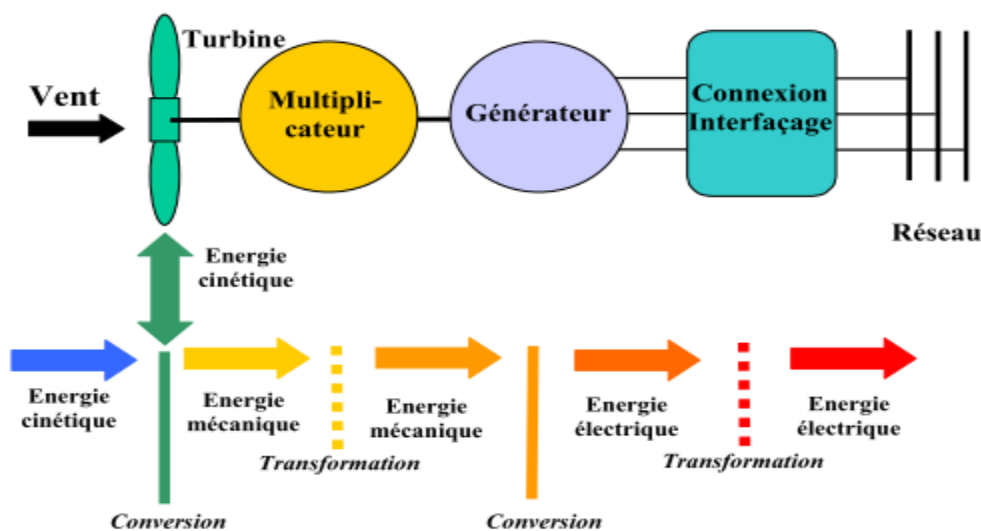 Turbine
Vent
Multipli-
cateur
Générateur
Connexion
Interfaçage
Réseau
Energie
cinétique
Energie
cinétique
Energie
mécanique
Transformation
Energie
mécanique
Energie
électrique
Transformation
Energie
électrique
Conversion
Conversion